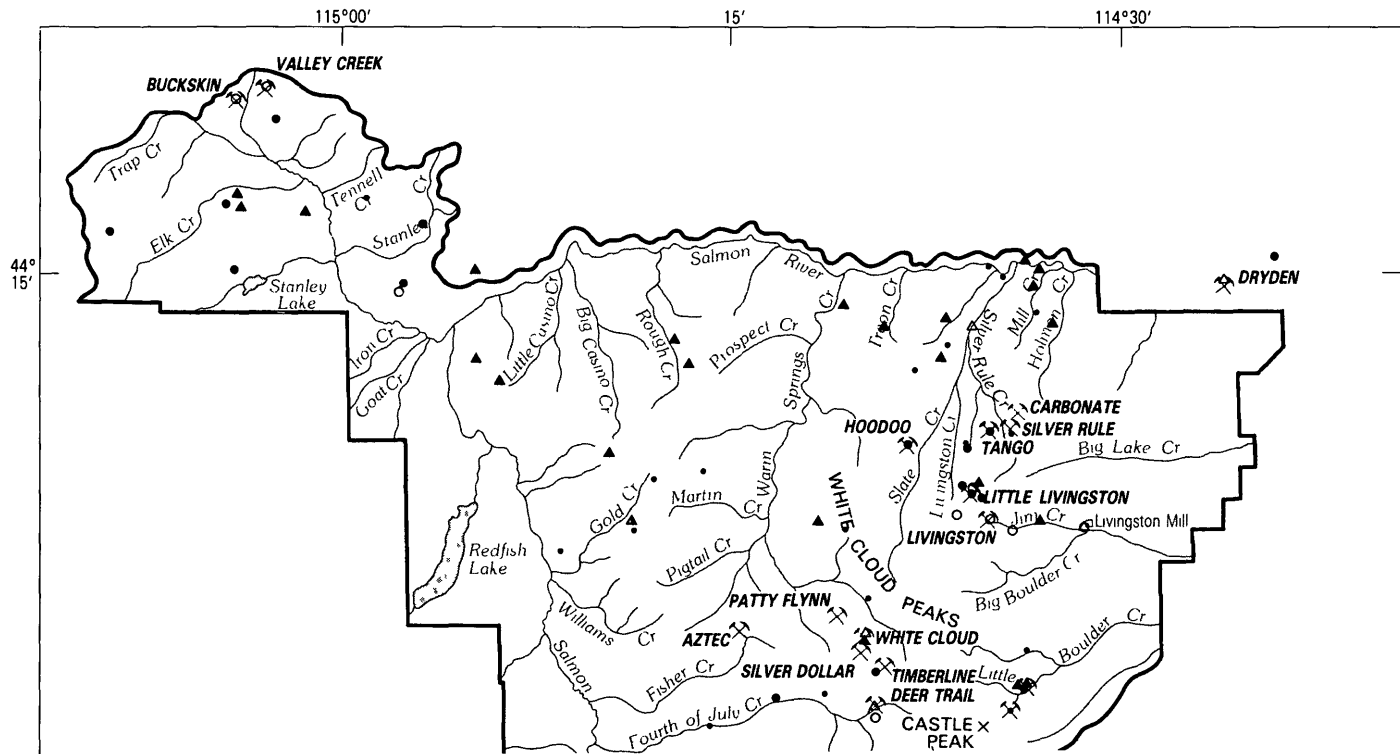 115°00'
15'
114°30'
VALLEY CREEK
BUCKSKIN
Trap Cr
Tennell Cr
Elk Cr
Stanley Cr
44°
15'
Stanley Lake
Salmon River
DRYDEN
Iron Cr
Goat Cr
Little Casino Cr
Big Casino Cr
Rough Cr
Prospect Cr
Warm Springs Cr
Treon Cr
Silver Rule Cr
Mill Cr
Holman Cr
CARBONATE
SILVER RULE
HOODOO
TANGO
Big Lake Cr
Slate Cr
Livingston Cr
LITTLE LIVINGSTON
Gold Cr
Martin Cr
WHITE CLOUD PEAKS
LIVINGSTON
Jim Cr
Livingston Mill
Redfish Lake
Pigtail Cr
Big Boulder Cr
PATTY FLYNN
Williams Cr
AZTEC
WHITE CLOUD
Little Boulder Cr
Salmon
Fisher Cr
SILVER DOLLAR
TIMBERLINE
DEER TRAIL
Fourth of July Cr
CASTLE PEAK